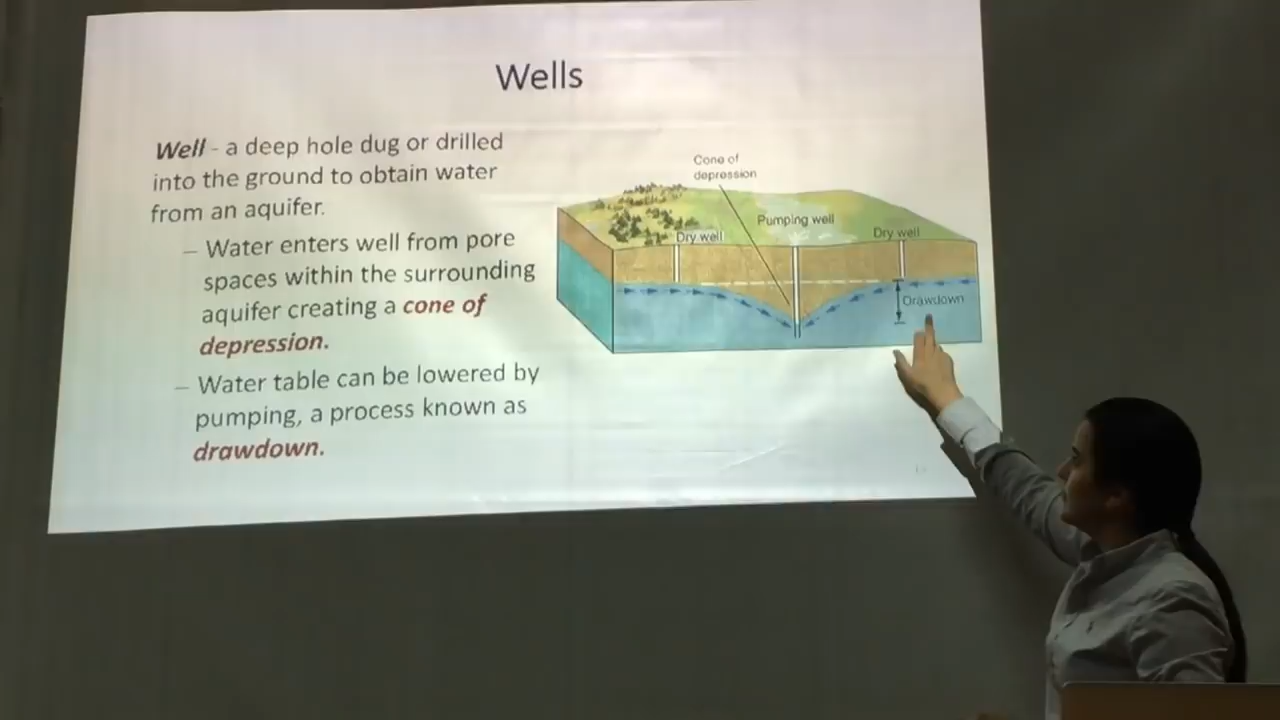 Wells
Well - a deep hole dug or drilled
into the ground to obtain water
from an aquifer.
– Water enters well from pore
spaces within the surrounding
aquifer creating a cone of
depression.
– Water table can be lowered by
pumping, a process known as
drawdown.
Cone of
depression
Pumping well
Dry well
Dry well
Drawdown